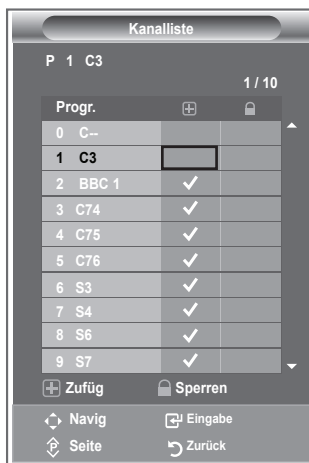 Kanalliste
P 1 C3
1 / 10
Progr.
0 C--
1 C3
2 BBC 1
3 C74
4 C75
5 C76
6 S3
7 S4
8 S6
9 S7
Zufüg Sperren
Navig Eingabe
P Seite Zurück